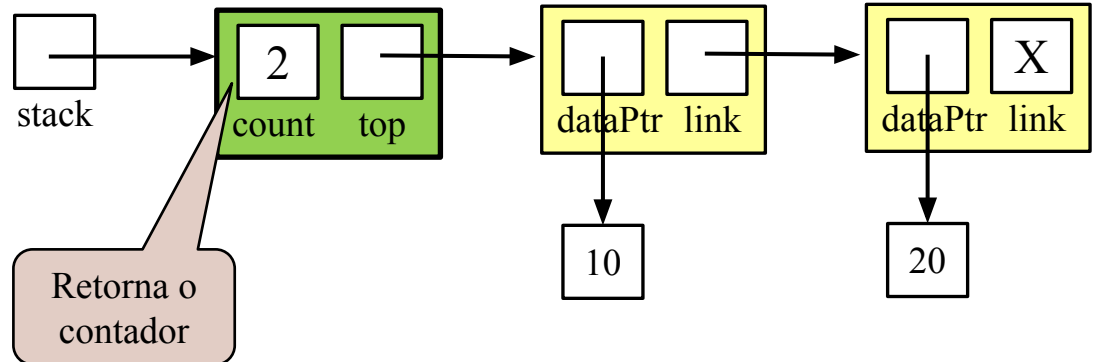 2
X
stack
count top
dataPtr link
dataPtr link
10
20
Retorna o
contador